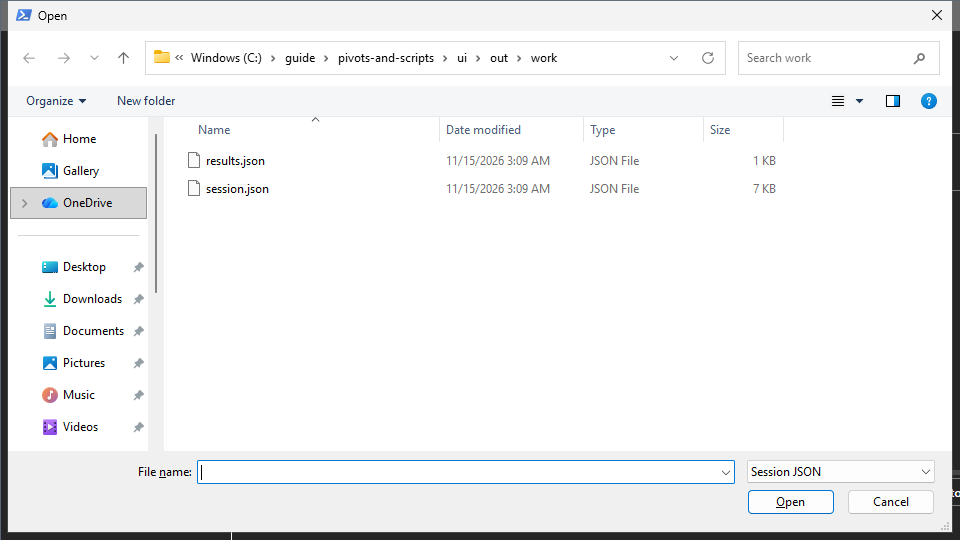 Open
« Windows (C:) › guide › pivots-and-scripts › ui › out › work
Search work
Organize
New folder
?
Home
Gallery
OneDrive
Desktop
Downloads
Documents
Pictures
Music
Videos
Name Date modified Type Size
results.json 11/15/2026 3:09 AM JSON File 1 KB
session.json 11/15/2026 3:09 AM JSON File 7 KB
File name:
Session JSON
Open
Cancel